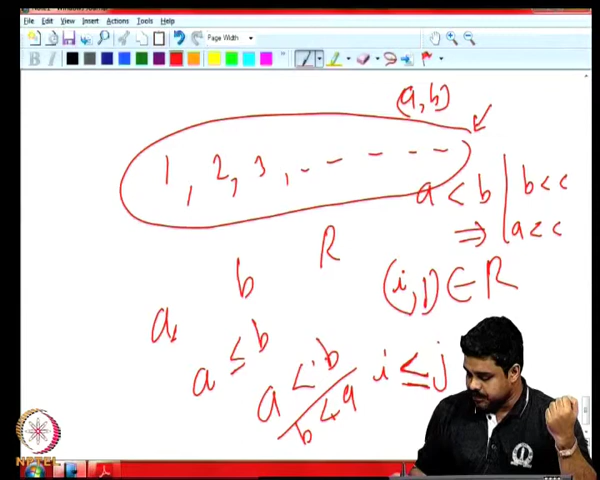 File Edit View Insert Actions Tools Help
Page Width
B I
(a, b)
1, 2, 3, . . – – – – –
a < b | b < c
⇒ a < c
R
(i, j) ∈ R
a, b
a ≤ b
a < b
b < a
i ≤ j
NPTEL